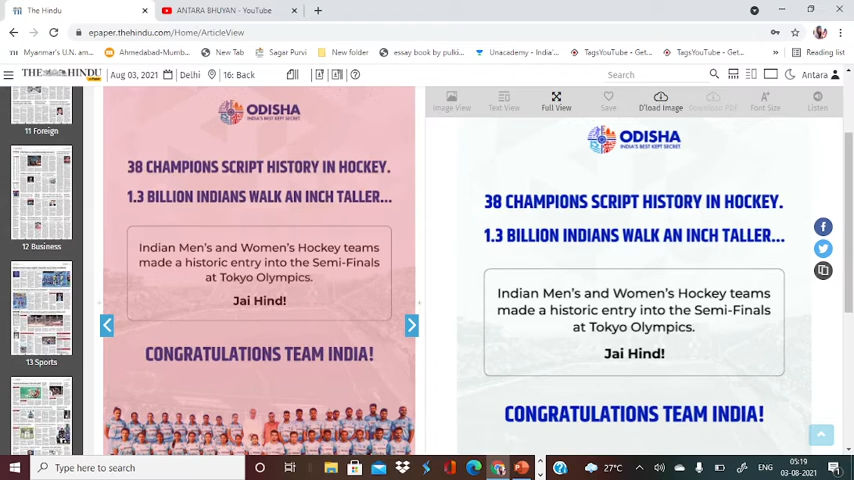 The Hindu
ANTARA BHUYAN - YouTube
epaper.thehindu.com/Home/ArticleView
Myanmar's U.N. am...
Ahmedabad-Mumb...
New Tab
Sagar Purvi
New folder
essay book by pulki...
Unacademy - India'...
TagsYouTube - Get...
TagsYouTube - Get...
Reading list
THE HINDU
Aug 03, 2021
Delhi
16: Back
Search
Antara
Image View
Text View
Full View
Save
D'load Image
Download Pdf
Font Size
Listen
11 Foreign
12 Business
13 Sports
ODISHA
INDIA'S BEST KEPT SECRET
38 CHAMPIONS SCRIPT HISTORY IN HOCKEY.
1.3 BILLION INDIANS WALK AN INCH TALLER...
Indian Men's and Women's Hockey teams
made a historic entry into the Semi-Finals
at Tokyo Olympics.
Jai Hind!
CONGRATULATIONS TEAM INDIA!
ODISHA
INDIA'S BEST KEPT SECRET
38 CHAMPIONS SCRIPT HISTORY IN HOCKEY.
1.3 BILLION INDIANS WALK AN INCH TALLER...
Indian Men's and Women's Hockey teams
made a historic entry into the Semi-Finals
at Tokyo Olympics.
Jai Hind!
CONGRATULATIONS TEAM INDIA!
Type here to search
27°C
ENG
05:19
03-08-2021